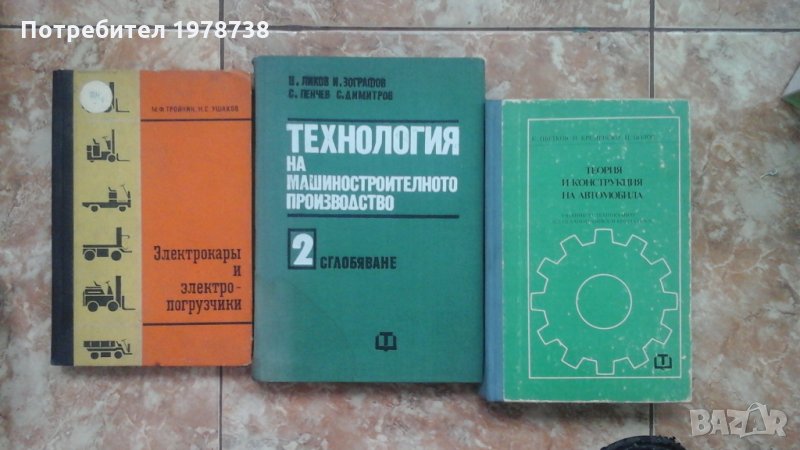 Потребител 1978738
М.Ф. ТРОЙНИН, Н.С. УШАКОВ
Электрокары
и
электро-
погрузчики
П. ЛИКОВ И. ЗОГРАФОВ
С. ПЕНЧЕВ С. ДИМИТРОВ
ТЕХНОЛОГИЯ
НА
МАШИНОСТРОИТЕЛНОТО
ПРОИЗВОДСТВО
2 СГЛОБЯВАНЕ
Т
ТЕОРИЯ
И КОНСТРУКЦИЯ
НА АВТОМОБИЛА
Т
BAZAR